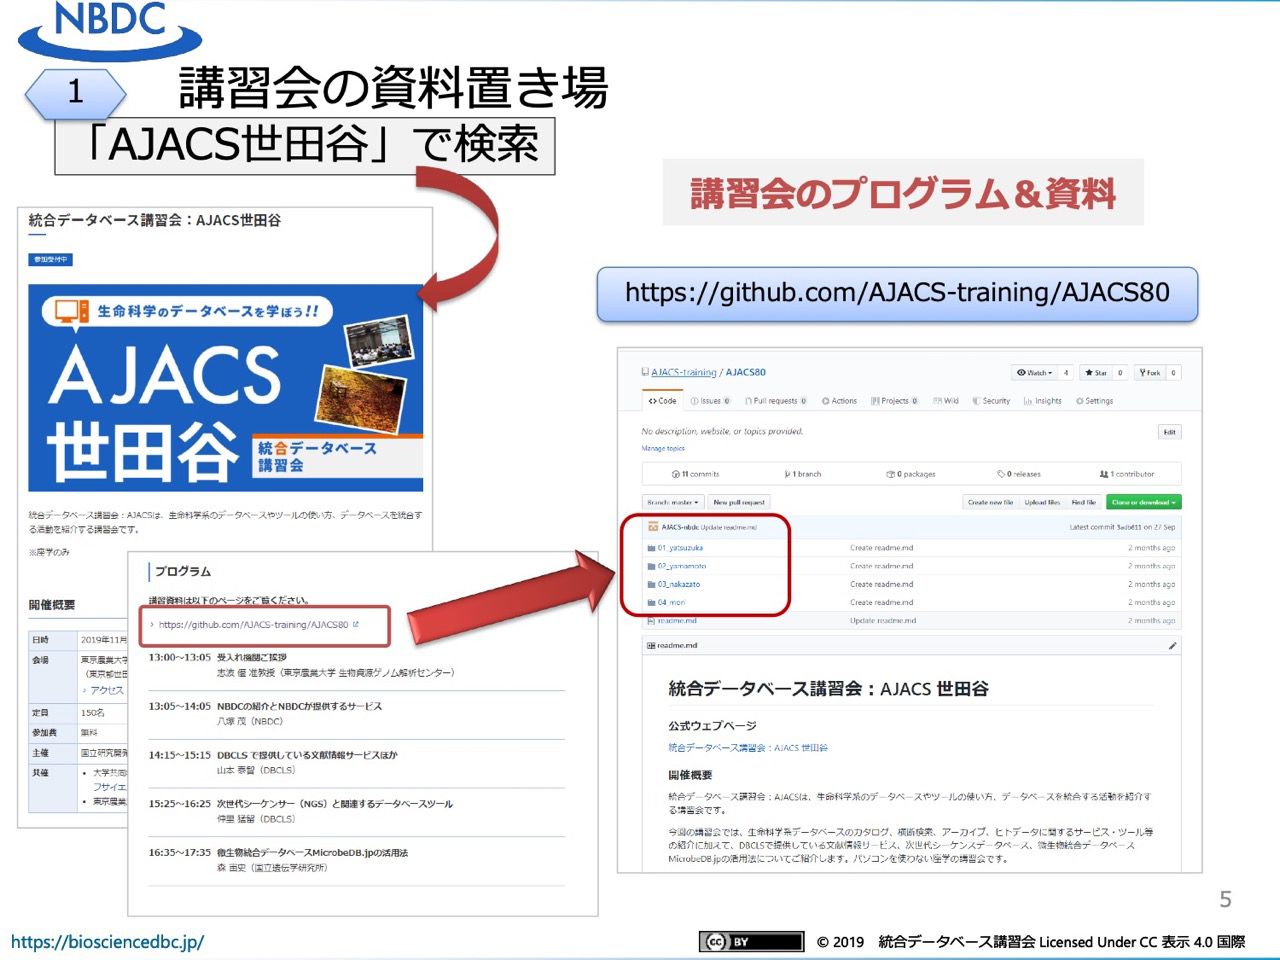 NBDC
1
講習会の資料置き場
「AJACS世田谷」で検索
講習会のプログラム＆資料
https://github.com/AJACS-training/AJACS80
統合データベース講習会：AJACS世田谷
参加受付中
生命科学のデータベースを学ぼう!!
AJACS
世田谷
統合データベース
講習会
統合データベース講習会：AJACSは、生命科学系のデータベースやツールの使い方、データベースを統合す
る活動を紹介する講習会です。
※座学のみ
開催概要
日時 2019年11月
会場 東京農業大学
（東京都世田
› アクセス
定員 150名
参加費 無料
主催 国立研究開発
共催 • 大学共同
フサイエ
• 東京農業
プログラム
講習資料は以下のページをご覧ください。
› https://github.com/AJACS-training/AJACS80
13:00～13:05 受入れ機関ご挨拶
志波 優 准教授（東京農業大学 生物資源ゲノム解析センター）
13:05～14:05 NBDCの紹介とNBDCが提供するサービス
八塚 茂（NBDC）
14:15～15:15 DBCLSで提供している文献情報サービスほか
山本 泰智（DBCLS）
15:25～16:25 次世代シーケンサー（NGS）と関連するデータベースツール
仲里 猛留（DBCLS）
16:35～17:35 微生物統合データベースMicrobeDB.jpの活用法
森 宙史（国立遺伝学研究所）
AJACS-training / AJACS80
Watch 4 Star 0 Fork 0
Code Issues 0 Pull requests 0 Actions Projects 0 Wiki Security Insights Settings
No description, website, or topics provided. Edit
Manage topics
11 commits 1 branch 0 packages 0 releases 1 contributor
Branch: master New pull request Create new file Upload files Find file Clone or download
AJACS-nbdc Update readme.md Latest commit 3adb811 on 27 Sep
01_yatsuzuka Create readme.md 2 months ago
02_yamamoto Create readme.md 2 months ago
03_nakazato Create readme.md 2 months ago
04_mori Create readme.md 2 months ago
readme.md Update readme.md 2 months ago
readme.md
統合データベース講習会：AJACS 世田谷
公式ウェブページ
統合データベース講習会：AJACS 世田谷
開催概要
統合データベース講習会：AJACSは、生命科学系のデータベースやツールの使い方、データベースを統合する活動を紹介す
る講習会です。
今回の講習会では、生命科学系データベースのカタログ、横断検索、アーカイブ、ヒトデータに関するサービス・ツール等
の紹介に加えて、DBCLSで提供している文献情報サービス、次世代シーケンスデータベース、微生物統合データベース
MicrobeDB.jpの活用法についてご紹介します。パソコンを使わない座学の講習会です。
5
https://biosciencedbc.jp/
cc BY
© 2019 統合データベース講習会 Licensed Under CC 表示 4.0 国際